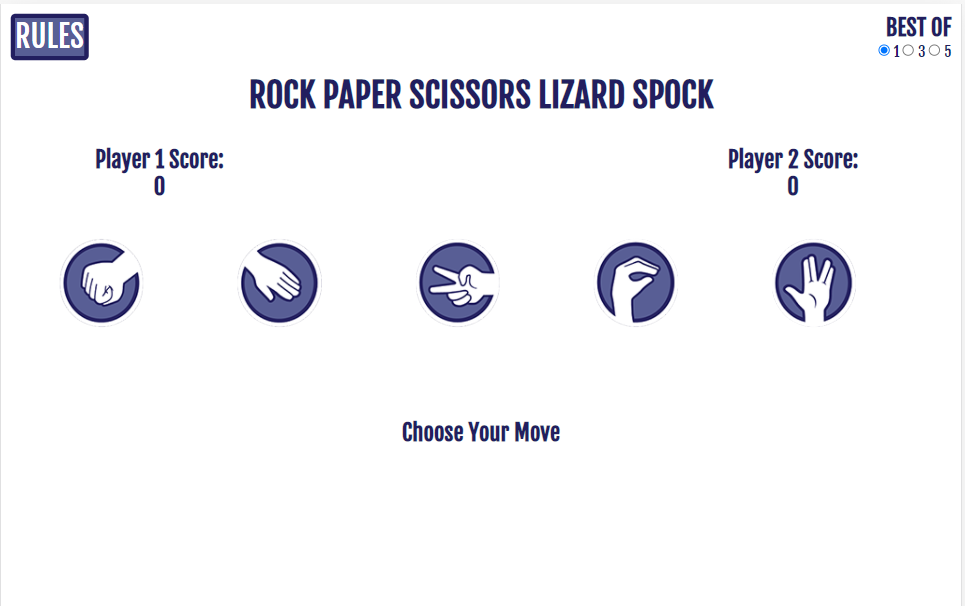 RULES
BEST OF
1 3 5
ROCK PAPER SCISSORS LIZARD SPOCK
Player 1 Score:
0
Player 2 Score:
0
Choose Your Move